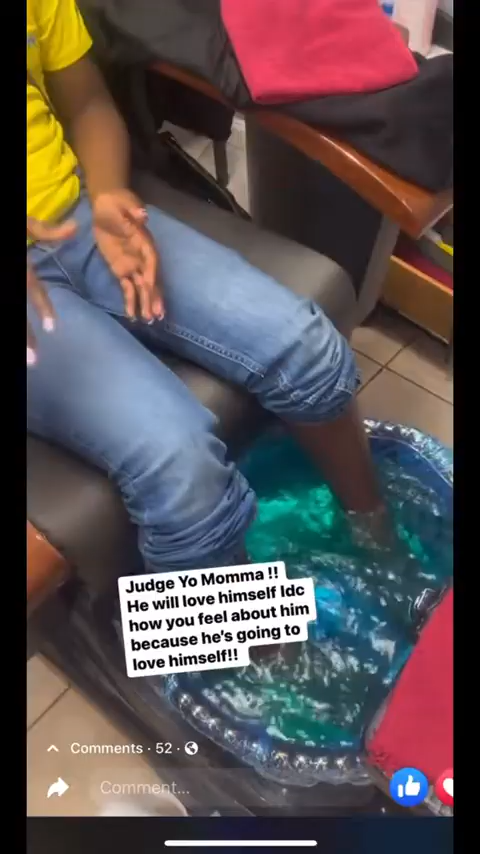 Judge Yo Momma !!
He will love himself Idc
how you feel about him
because he's going to
love himself!!
Comments · 52 ·
Comment...